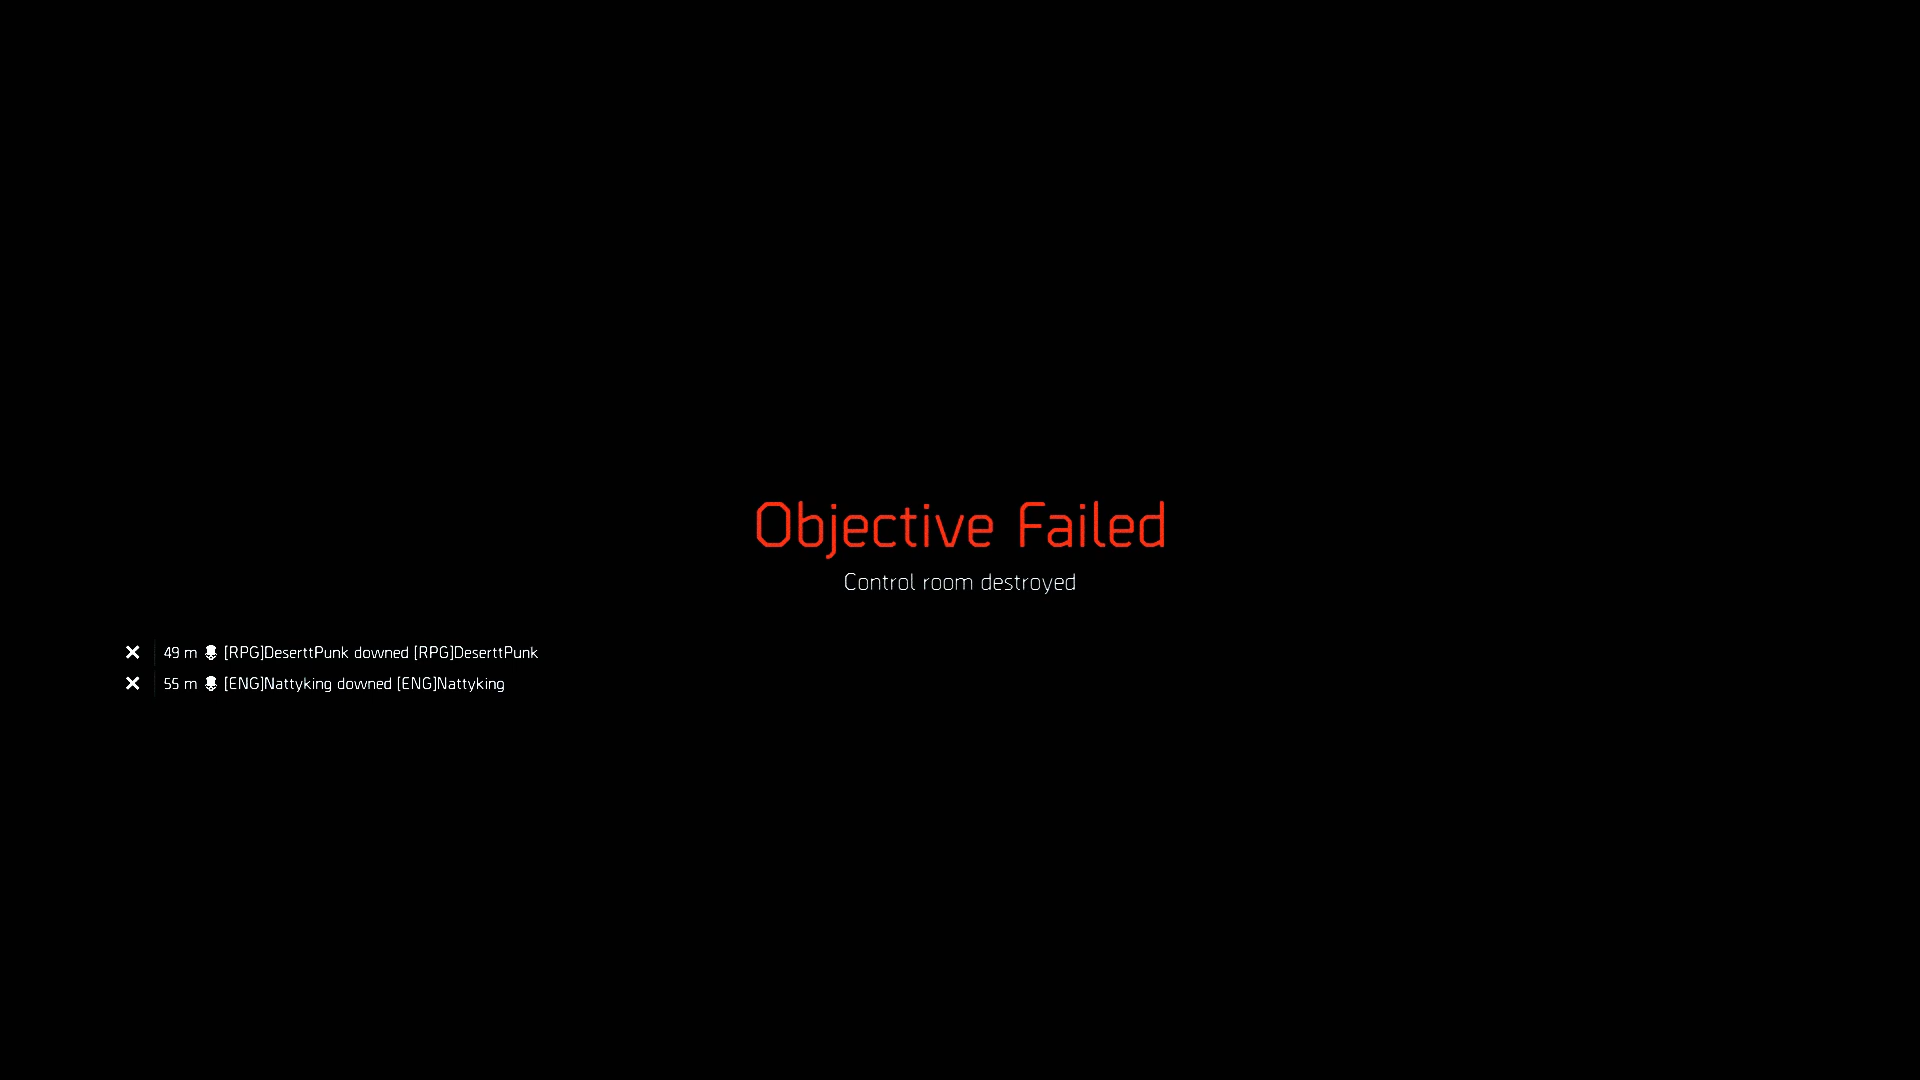 Objective Failed
Control room destroyed
49 m [RPG]DeserttPunk downed [RPG]DeserttPunk
55 m [ENG]Nattyking downed [ENG]Nattyking